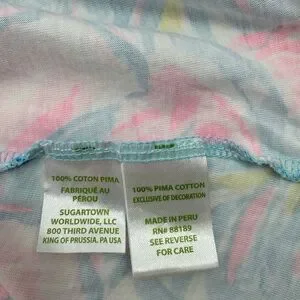 100% COTON PIMA
FABRIQUÉ AU
PÉROU
SUGARTOWN
WORLDWIDE, LLC
800 THIRD AVENUE
KING OF PRUSSIA. PA USA
100% PIMA COTTON
EXCLUSIVE OF DECORATION
MADE IN PERU
RN# 88189
SEE REVERSE
FOR CARE